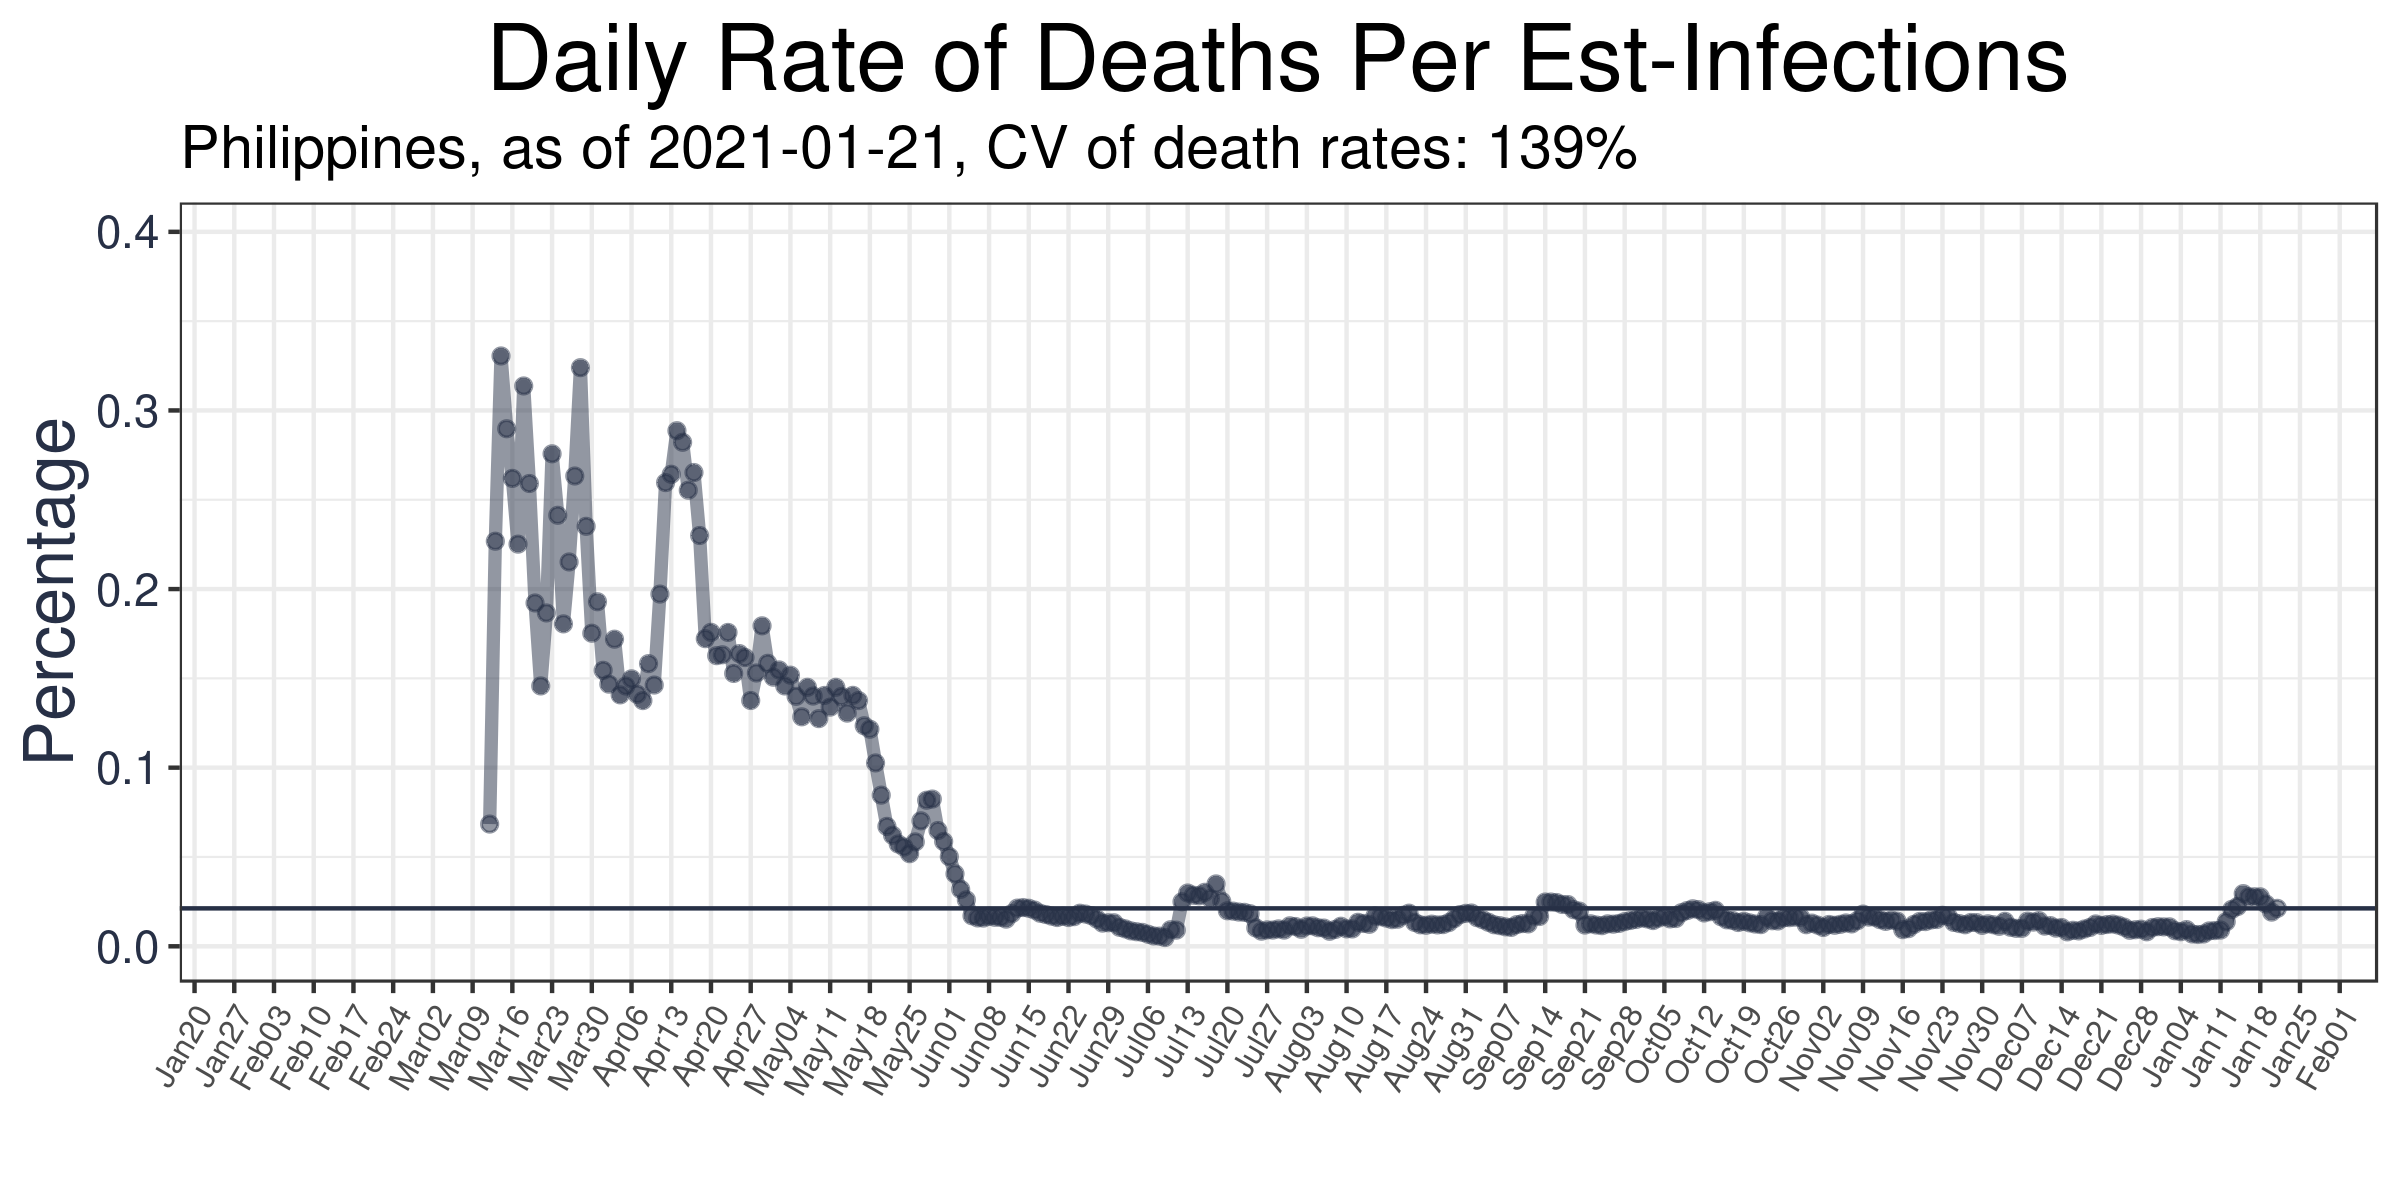 Daily Rate of Deaths Per Est-Infections
Philippines, as of 2021-01-21, CV of death rates: 139%
Percentage
0.4
0.3
0.2
0.1
0.0
Jan20
Jan27
Feb03
Feb10
Feb17
Feb24
Mar02
Mar09
Mar16
Mar23
Mar30
Apr06
Apr13
Apr20
Apr27
May04
May11
May18
May25
Jun01
Jun08
Jun15
Jun22
Jun29
Jul06
Jul13
Jul20
Jul27
Aug03
Aug10
Aug17
Aug24
Aug31
Sep07
Sep14
Sep21
Sep28
Oct05
Oct12
Oct19
Oct26
Nov02
Nov09
Nov16
Nov23
Nov30
Dec07
Dec14
Dec21
Dec28
Jan04
Jan11
Jan18
Jan25
Feb01